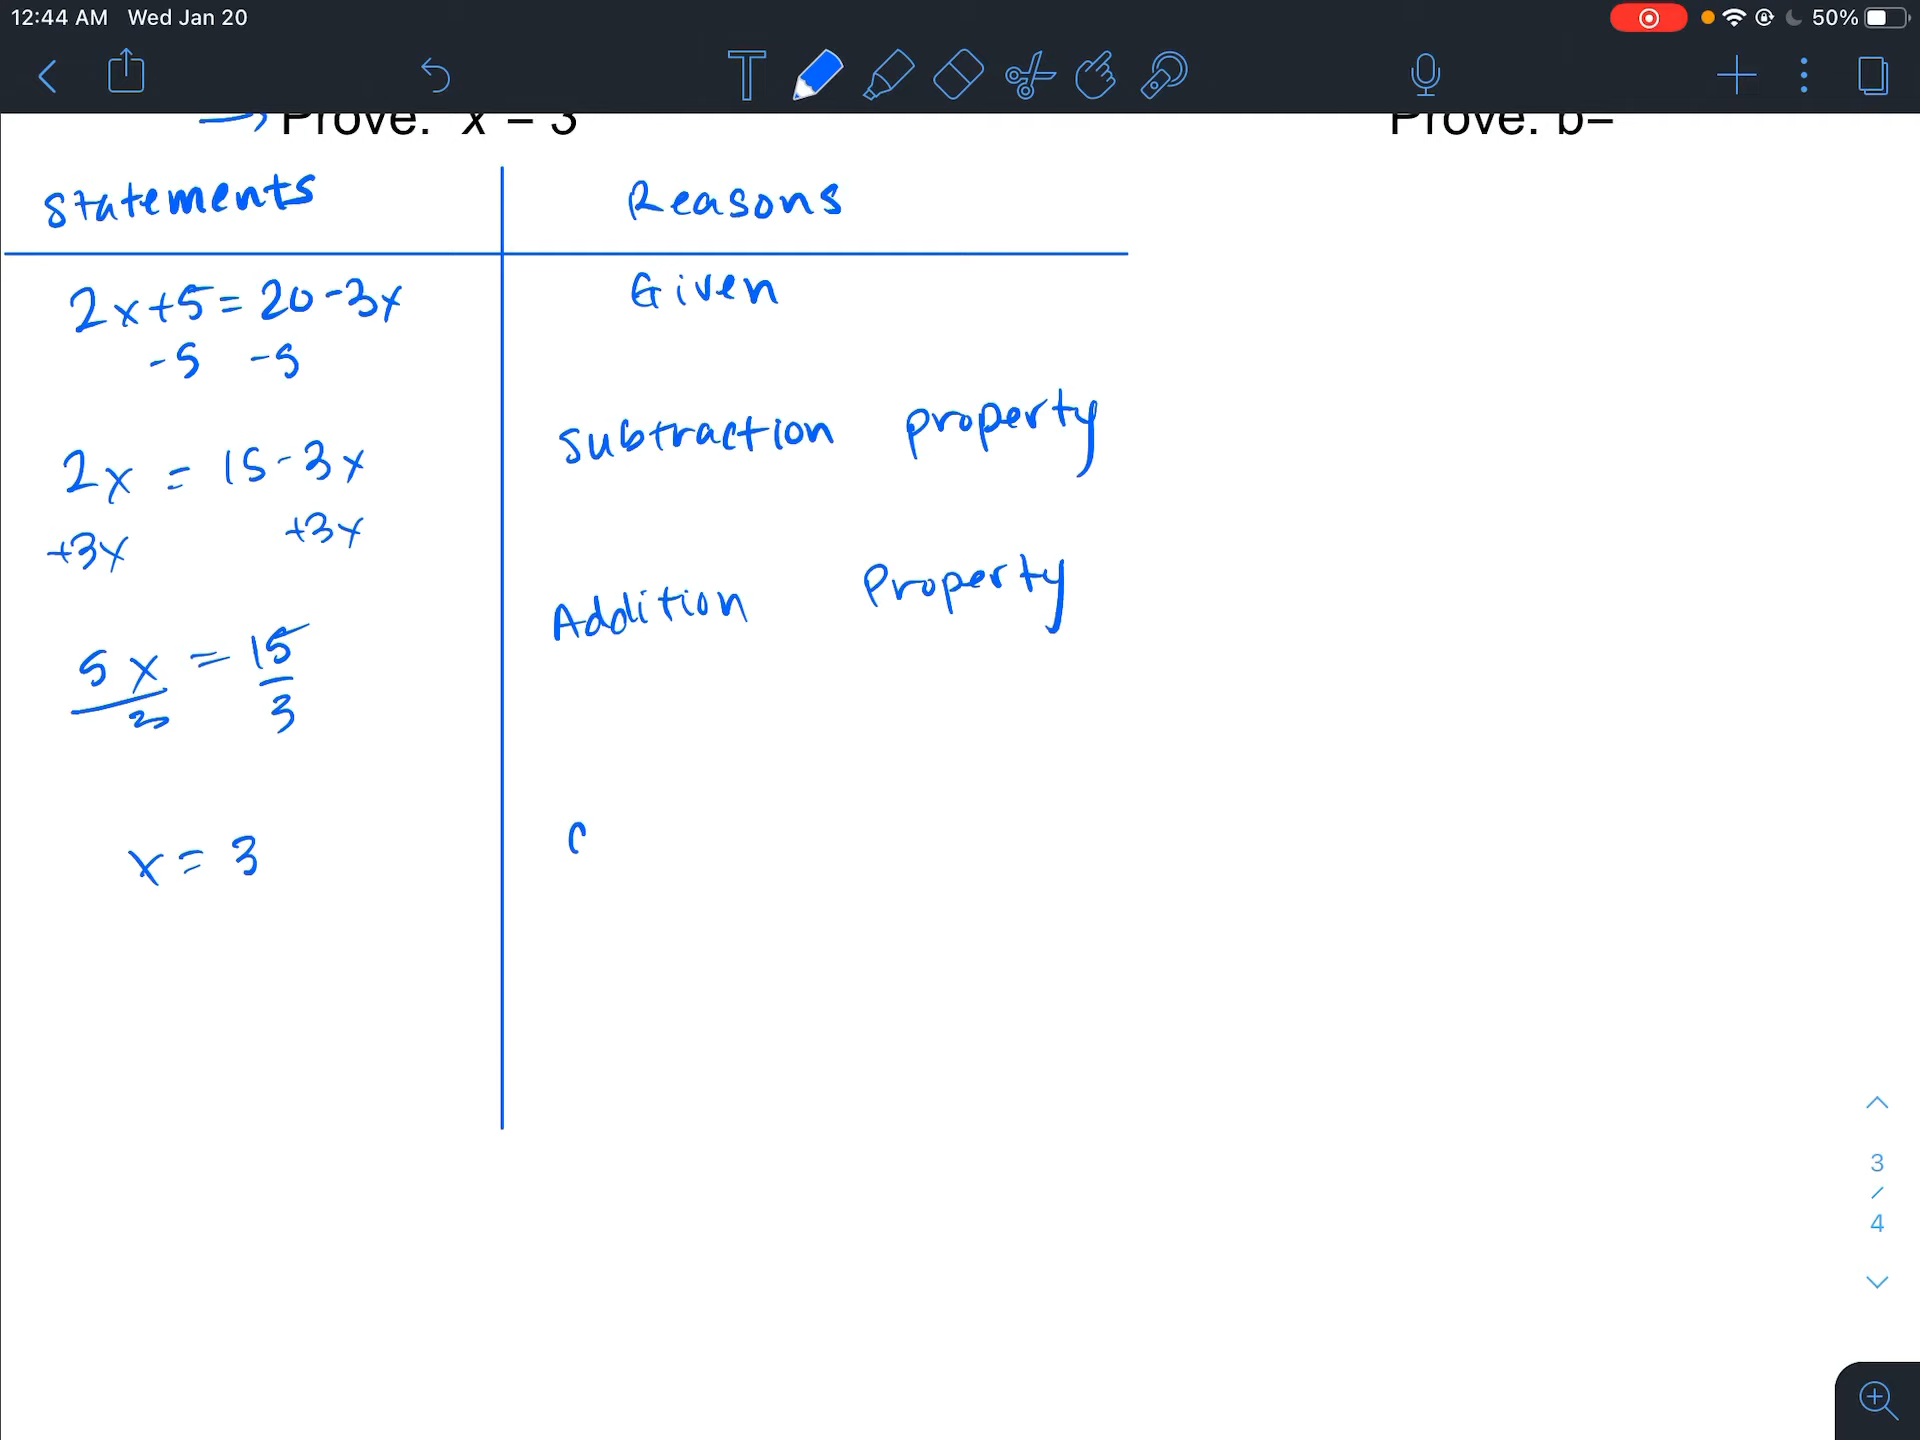 12:44 AM Wed Jan 20 50%
Prove: x = 3 Prove: b=
Statements Reasons
2x+5=20-3x Given
-5 -5
2x = 15-3x Subtraction property
+3x +3x
Addition Property
5x = 15
3 3
x = 3
3
/
4